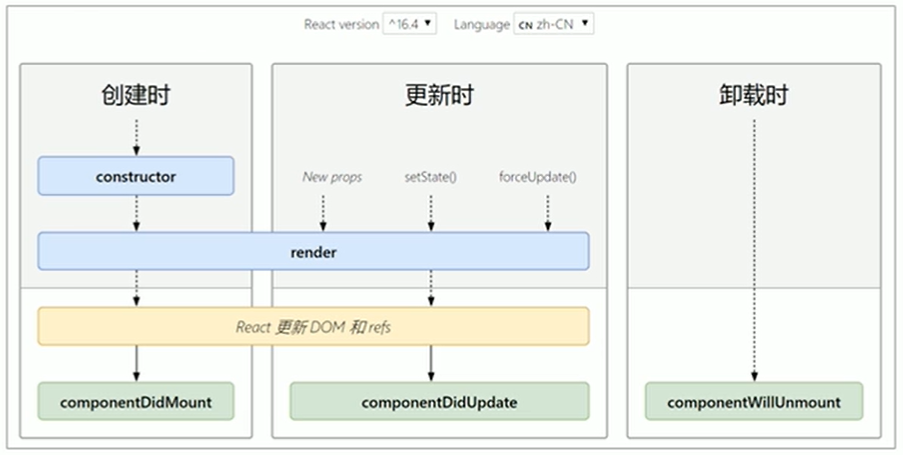 React version ^16.4 ▼ Language CN zh-CN ▼
创建时
更新时
卸载时
constructor
New props
setState()
forceUpdate()
render
React 更新 DOM 和 refs
componentDidMount
componentDidUpdate
componentWillUnmount